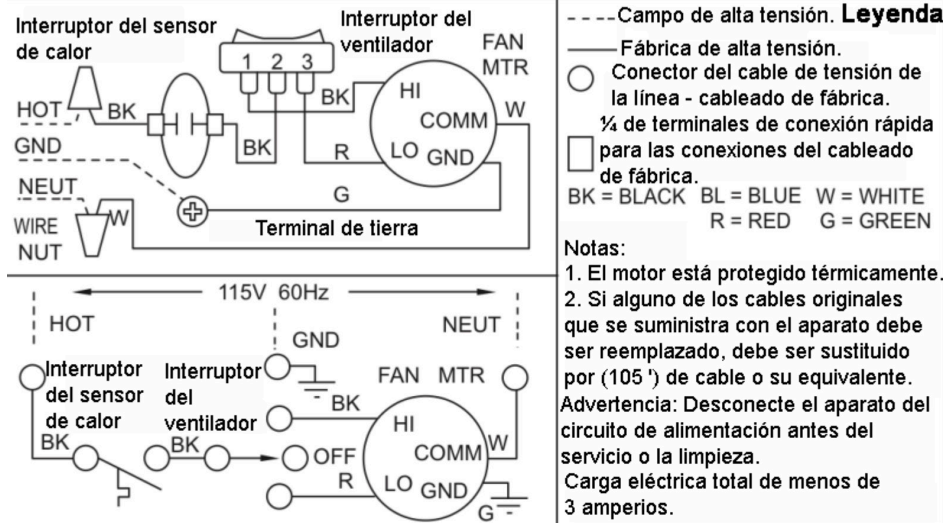 Interruptor del sensor
de calor
Interruptor del
ventilador
FAN
MTR
1 2 3
HOT
BK
BK
HI
W
COMM
GND
BK
R
LO GND
NEUT
G
WIRE
NUT
W
Terminal de tierra
115V 60Hz
HOT
GND
NEUT
Interruptor
del sensor
de calor
Interruptor
del
ventilador
FAN MTR
BK
HI
BK
BK
OFF
COMM
W
R
LO GND
G
----Campo de alta tensión. Leyenda
Fábrica de alta tensión.
Conector del cable de tensión de
la línea - cableado de fábrica.
¼ de terminales de conexión rápida
para las conexiones del cableado
de fábrica.
BK = BLACK BL = BLUE W = WHITE
R = RED G = GREEN
Notas:
1. El motor está protegido térmicamente.
2. Si alguno de los cables originales
que se suministra con el aparato debe
ser reemplazado, debe ser sustituido
por (105 ') de cable o su equivalente.
Advertencia: Desconecte el aparato del
circuito de alimentación antes del
servicio o la limpieza.
Carga eléctrica total de menos de
3 amperios.